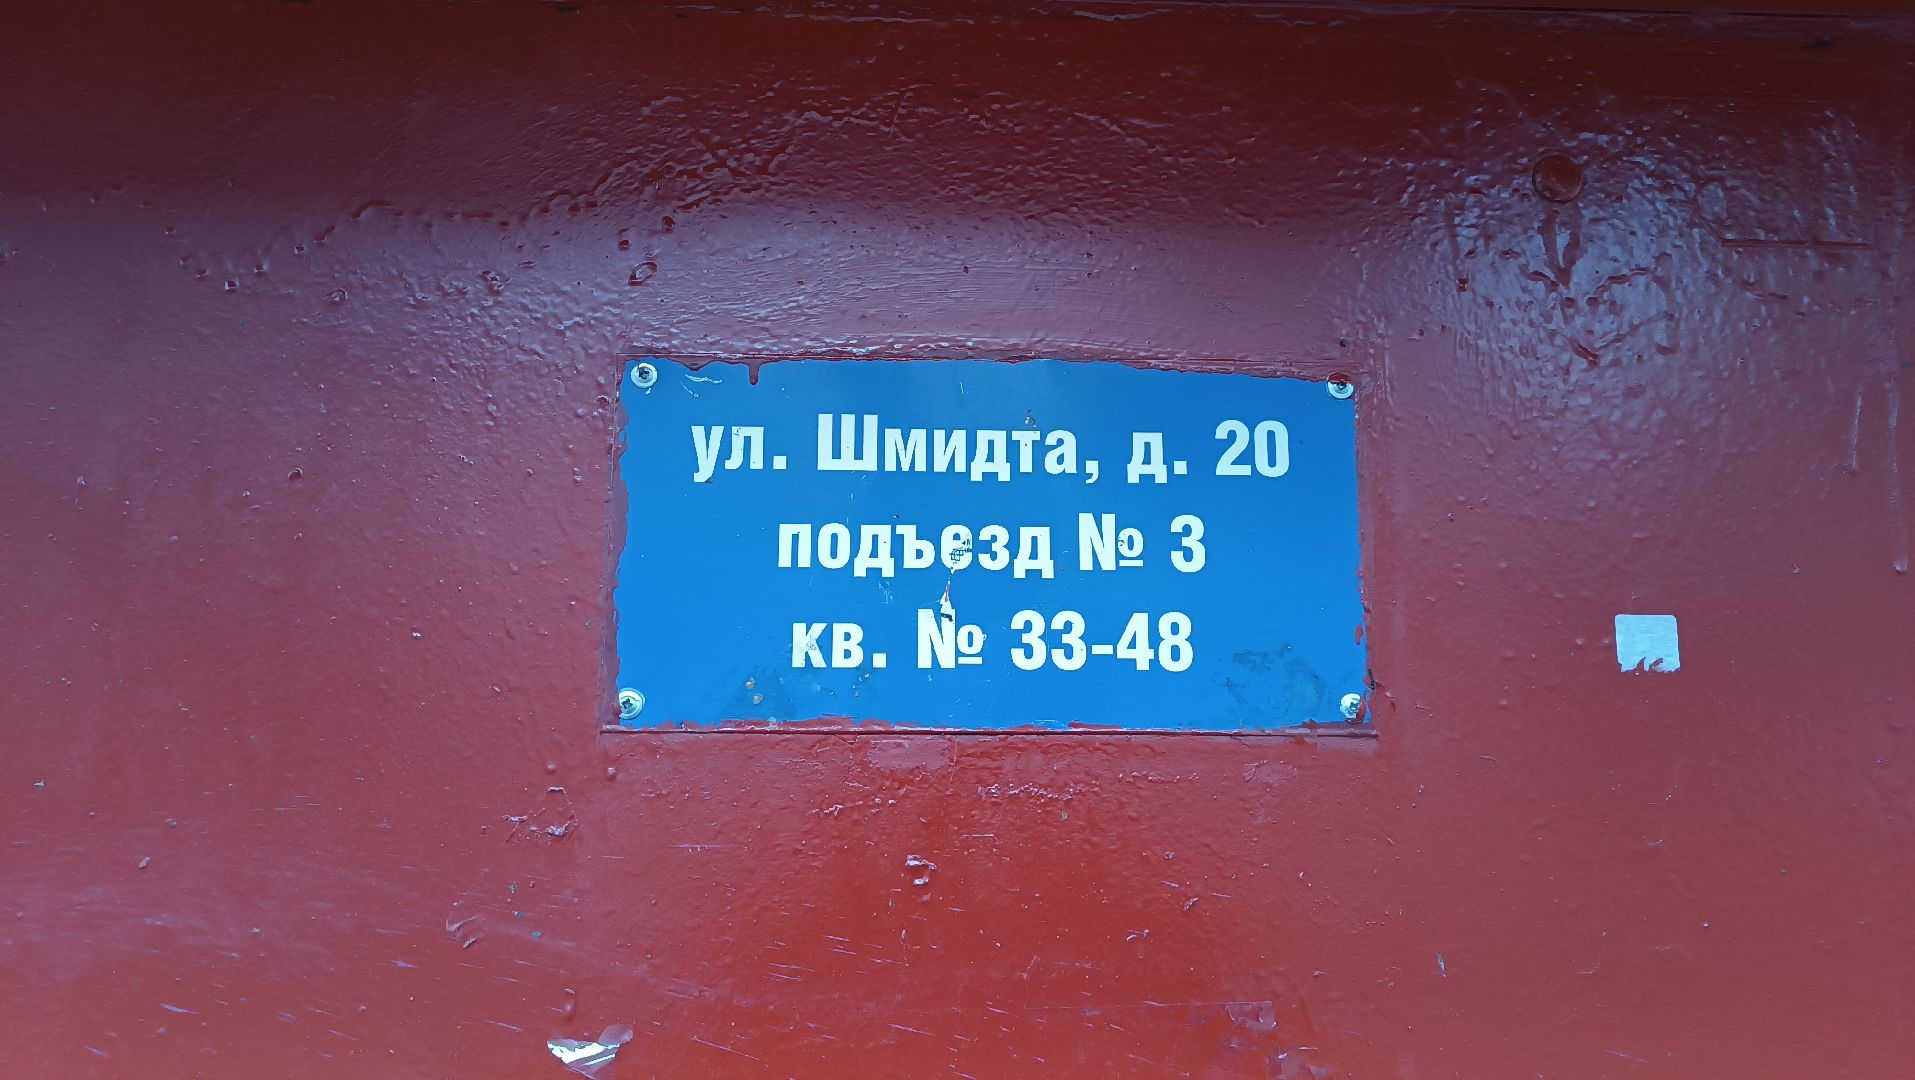 ул. Шмидта, д. 20
подъезд № 3
кв. № 33-48